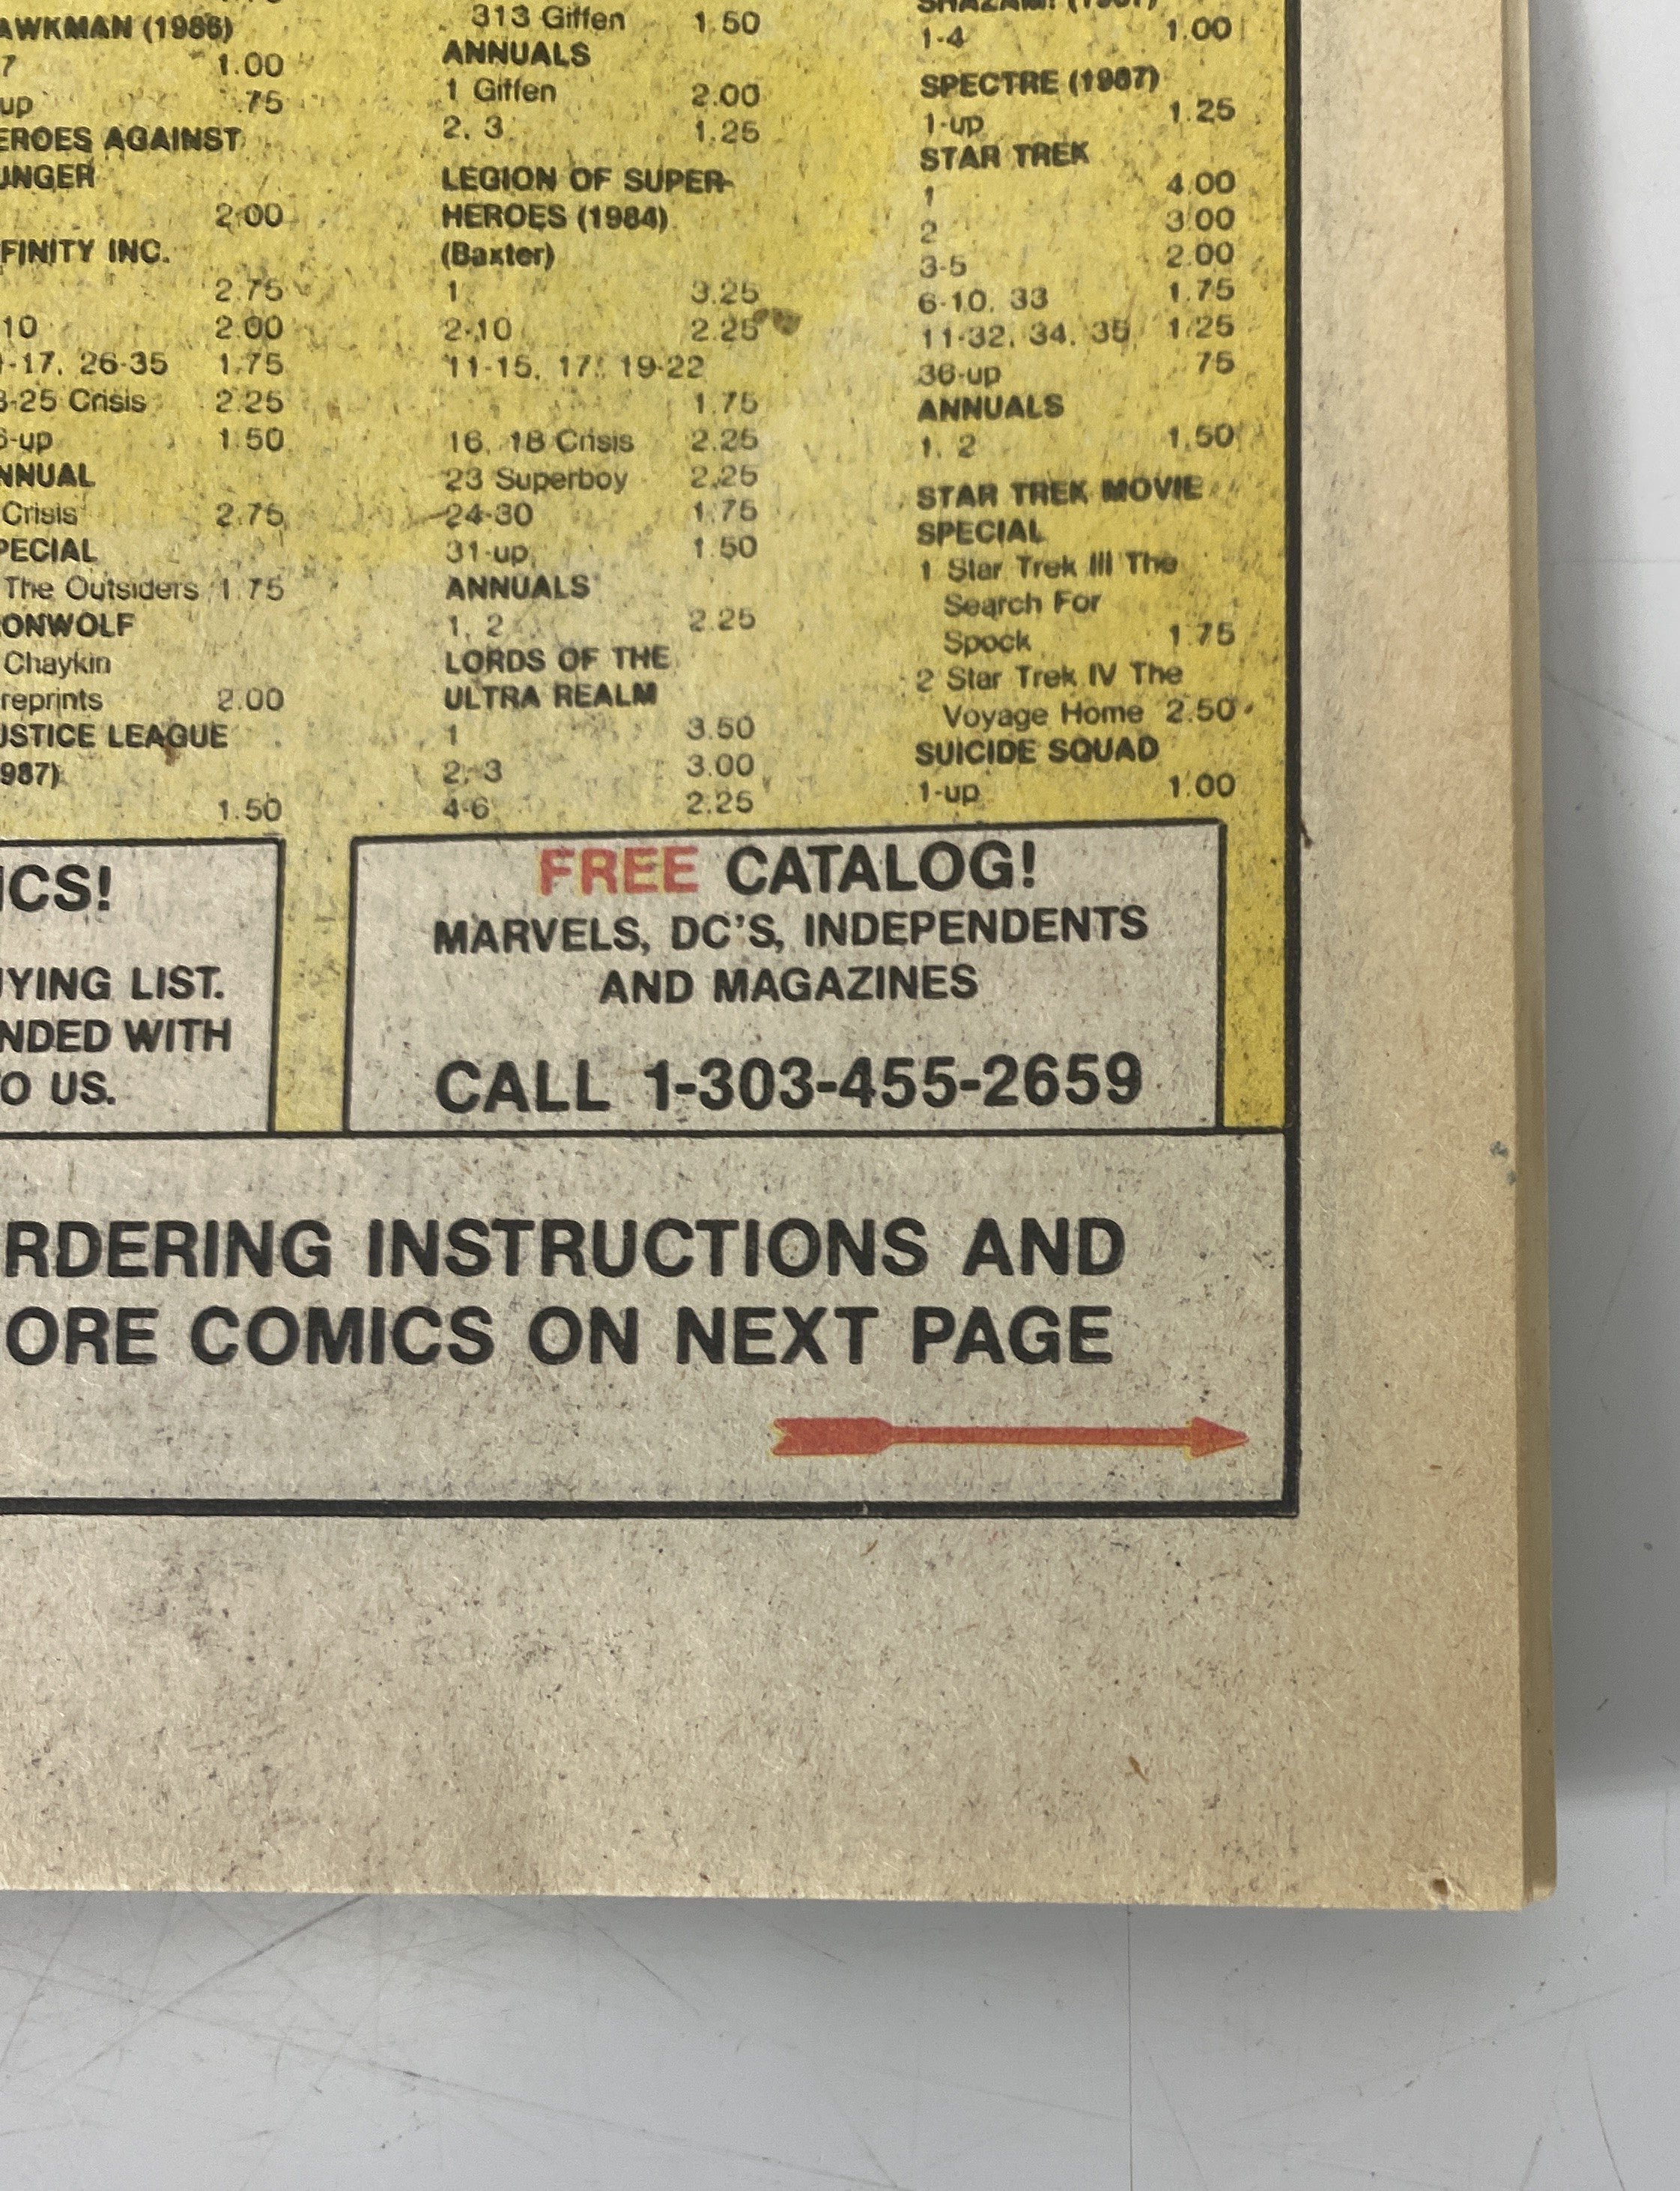 AWKMAN (1986)
7 1.00
up .75
EROES AGAINST
UNGER
2.00
FINITY INC.
2.75
10 2.00
-17, 26-35 1.75
-25 Crisis 2.25
-up 1.50
NNUAL
Crisis 2.75
PECIAL
The Outsiders 1.75
ONWOLF
Chaykin
reprints 2.00
USTICE LEAGUE
987)
1.50
313 Giffen 1.50
ANNUALS
1 Giffen 2.00
2, 3 1.25
LEGION OF SUPER-
HEROES (1984)
(Baxter)
1 3.25
2-10 2.25
11-15, 17, 19-22
1.75
16, 18 Crisis 2.25
23 Superboy 2.25
24-30 1.75
31-up 1.50
ANNUALS
1, 2 2.25
LORDS OF THE
ULTRA REALM
1 3.50
2, 3 3.00
4-6 2.25
1-4 1.00
SPECTRE (1987)
1-up 1.25
STAR TREK
1 4.00
2 3.00
3-5 2.00
6-10, 33 1.75
11-32, 34, 35 1.25
36-up 75
ANNUALS
1, 2 1.50
STAR TREK MOVIE
SPECIAL
1 Star Trek III The
Search For
Spock 1.75
2 Star Trek IV The
Voyage Home 2.50
SUICIDE SQUAD
1-up 1.00
ICS!
UYING LIST.
NDED WITH
TO US.
FREE CATALOG!
MARVELS, DC'S, INDEPENDENTS
AND MAGAZINES
CALL 1-303-455-2659
RDERING INSTRUCTIONS AND
ORE COMICS ON NEXT PAGE